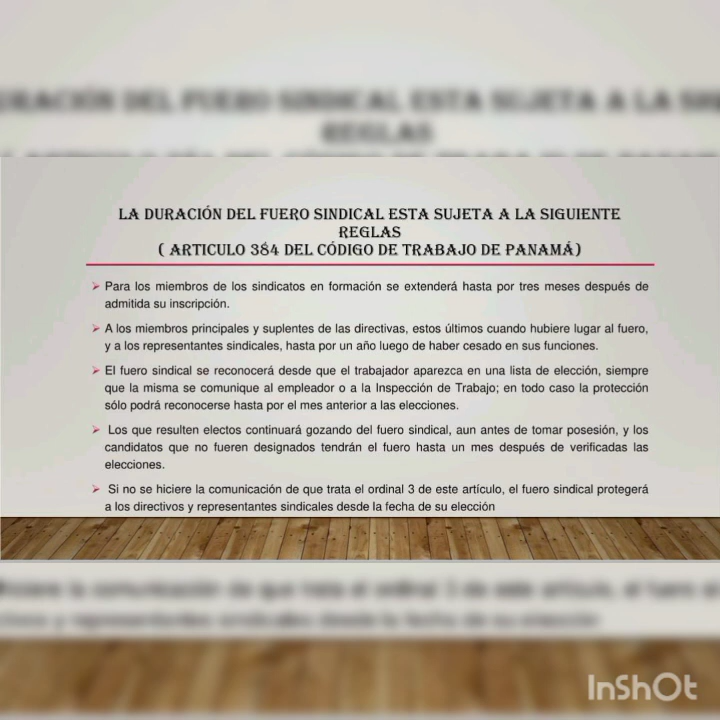 LA DURACIÓN DEL FUERO SINDICAL ESTA SUJETA A LA SIGUIENTE
REGLAS
( ARTICULO 384 DEL CÓDIGO DE TRABAJO DE PANAMÁ)
➢ Para los miembros de los sindicatos en formación se extenderá hasta por tres meses después de
admitida su inscripción.
➢ A los miembros principales y suplentes de las directivas, estos últimos cuando hubiere lugar al fuero,
y a los representantes sindicales, hasta por un año luego de haber cesado en sus funciones.
➢ El fuero sindical se reconocerá desde que el trabajador aparezca en una lista de elección, siempre
que la misma se comunique al empleador o a la Inspección de Trabajo; en todo caso la protección
sólo podrá reconocerse hasta por el mes anterior a las elecciones.
➢ Los que resulten electos continuará gozando del fuero sindical, aun antes de tomar posesión, y los
candidatos que no fueren designados tendrán el fuero hasta un mes después de verificadas las
elecciones.
➢ Si no se hiciere la comunicación de que trata el ordinal 3 de este artículo, el fuero sindical protegerá
a los directivos y representantes sindicales desde la fecha de su elección
InShOt